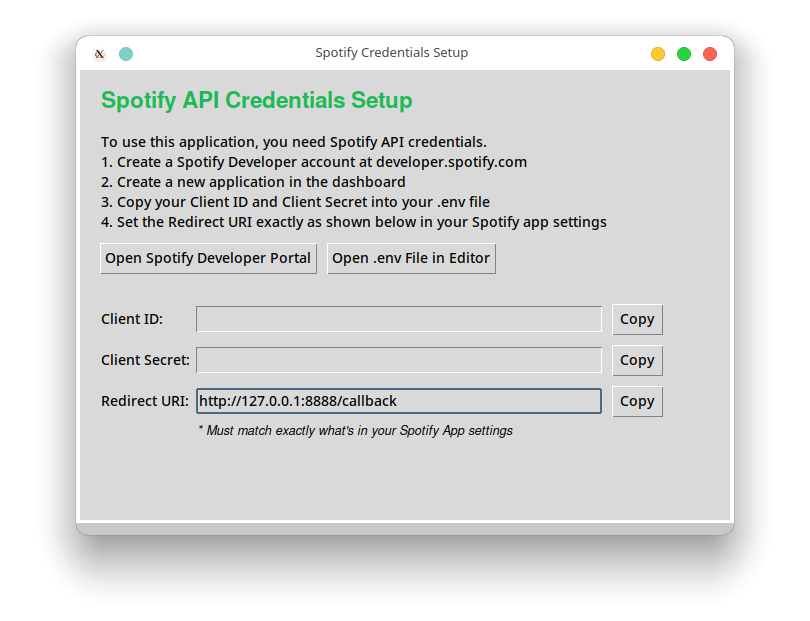 Spotify Credentials Setup
Spotify API Credentials Setup
To use this application, you need Spotify API credentials.
1. Create a Spotify Developer account at developer.spotify.com
2. Create a new application in the dashboard
3. Copy your Client ID and Client Secret into your .env file
4. Set the Redirect URI exactly as shown below in your Spotify app settings
Open Spotify Developer Portal Open .env File in Editor
Client ID: Copy
Client Secret: Copy
Redirect URI: http://127.0.0.1:8888/callback Copy
* Must match exactly what's in your Spotify App settings